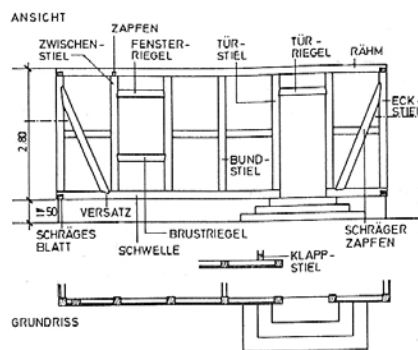 ANSICHT
ZAPFEN
ZWISCHEN-
STIEL
FENSTER-
RIEGEL
TÜR-
STIEL
TÜR-
RIEGEL
RÄHM
ECK
STIEL
2.80
BUND-
STIEL
50
VERSATZ
SCHRÄGES
BLATT
SCHWELLE
BRUSTRIEGEL
SCHRÄGER
ZAPFEN
KLAPP-
STIEL
GRUNDRISS